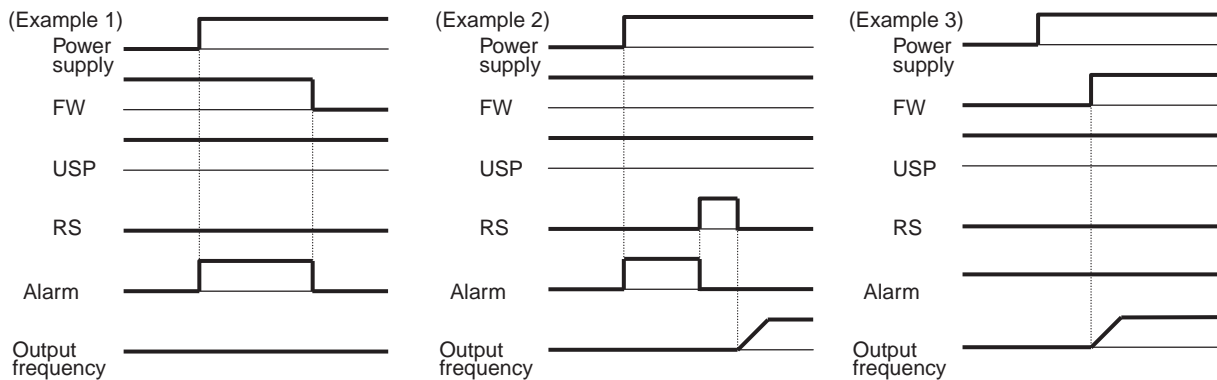 (Example 1)
Power
supply
FW
USP
RS
Alarm
Output
frequency
(Example 2)
Power
supply
FW
USP
RS
Alarm
Output
frequency
(Example 3)
Power
supply
FW
USP
RS
Alarm
Output
frequency